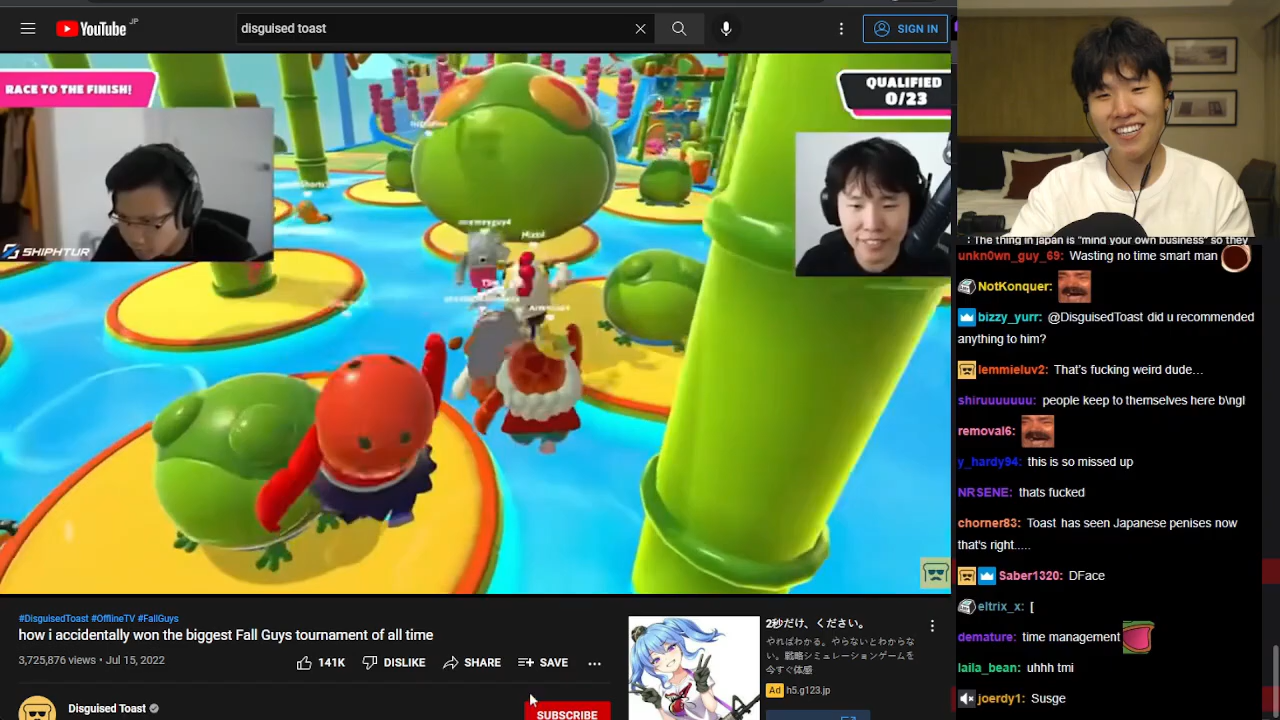 YouTube JP
disguised toast
SIGN IN
RACE TO THE FINISH!
QUALIFIED
0/23
SHIPHTUR
Mizzd
#DisguisedToast #OfflineTV #FallGuys
how i accidentally won the biggest Fall Guys tournament of all time
3,725,876 views • Jul 15, 2022
141K
DISLIKE
SHARE
SAVE
Disguised Toast
SUBSCRIBE
2秒だけ、ください。
やればわかる。やらないとわからな
い。戦略シミュレーションゲームを
今すぐ体感
Ad h5.g123.jp
: The thing in japan is "mind your own business" so they
unkn0wn_guy_69: Wasting no time smart man
NotKonquer:
bizzy_yurr: @DisguisedToast did u recommended
anything to him?
lemmieluv2: That's fucking weird dude...
shiruuuuuuu: people keep to themselves here b\ngl
removal6:
y_hardy94: this is so missed up
NRSENE: thats fucked
chorner83: Toast has seen Japanese penises now
that's right.....
Saber1320: DFace
eltrix_x: [
demature: time management
laila_bean: uhhh tmi
joerdy1: Susge